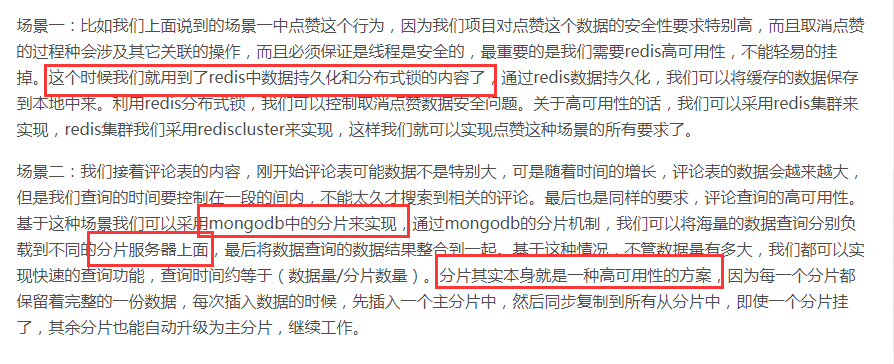 场景一：比如我们上面说到的场景一中点赞这个行为，因为我们项目对点赞这个数据的安全性要求特别高，而且取消点赞
的过程种会涉及其它关联的操作，而且必须保证是线程是安全的，最重要的是我们需要redis高可用性，不能轻易的挂
掉。这个时候我们就用到了redis中数据持久化和分布式锁的内容了，通过redis数据持久化，我们可以将缓存的数据保存
到本地中来。利用redis分布式锁，我们可以控制取消点赞数据安全问题。关于高可用性的话，我们可以采用redis集群来
实现，redis集群我们采用rediscluster来实现，这样我们就可以实现点赞这种场景的所有要求了。
场景二：我们接着评论表的内容，刚开始评论表可能数据不是特别大，可是随着时间的增长，评论表的数据会越来越大，
但是我们查询的时间要控制在一段的间内，不能太久才搜索到相关的评论。最后也是同样的要求，评论查询的高可用性。
基于这种场景我们可以采用mongodb中的分片来实现，通过mongodb的分片机制，我们可以将海量的数据查询分别负
载到不同的分片服务器上面，最后将数据查询的数据结果整合到一起。基于这种情况，不管数据量有多大，我们都可以实
现快速的查询功能，查询时间约等于（数据量/分片数量）。分片其实本身就是一种高可用性的方案，因为每一个分片都
保留着完整的一份数据，每次插入数据的时候，先插入一个主分片中，然后同步复制到所有从分片中，即使一个分片挂
了，其余分片也能自动升级为主分片，继续工作。